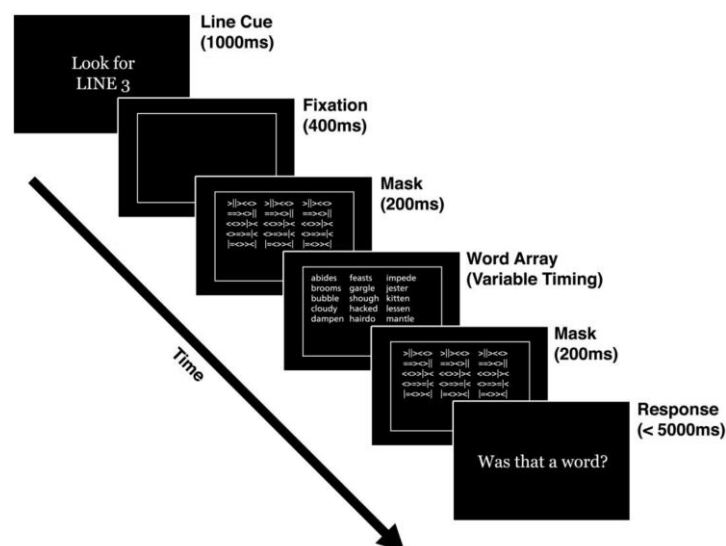 Line Cue
(1000ms)
Look for
LINE 3
Fixation
(400ms)
Mask
(200ms)
>||><<> >||><<> >||><<>
==><>|| ==><>|| ==><>||
<<>>|>< <<>>|>< <<>>|><
<>=>=|< <>=>=|< <>=>=|<
|=<>><| |=<>><| |=<>><|
Word Array
(Variable Timing)
abides feasts impede
brooms gargle jester
bubble shough kitten
cloudy hacked lessen
dampen hairdo mantle
Mask
(200ms)
>||><<> >||><<> >||><<>
==><>|| ==><>|| ==><>||
<<>>|>< <<>>|>< <<>>|><
<>=>=|< <>=>=|< <>=>=|<
|=<>><| |=<>><| |=<>><|
Response
(< 5000ms)
Was that a word?
Time